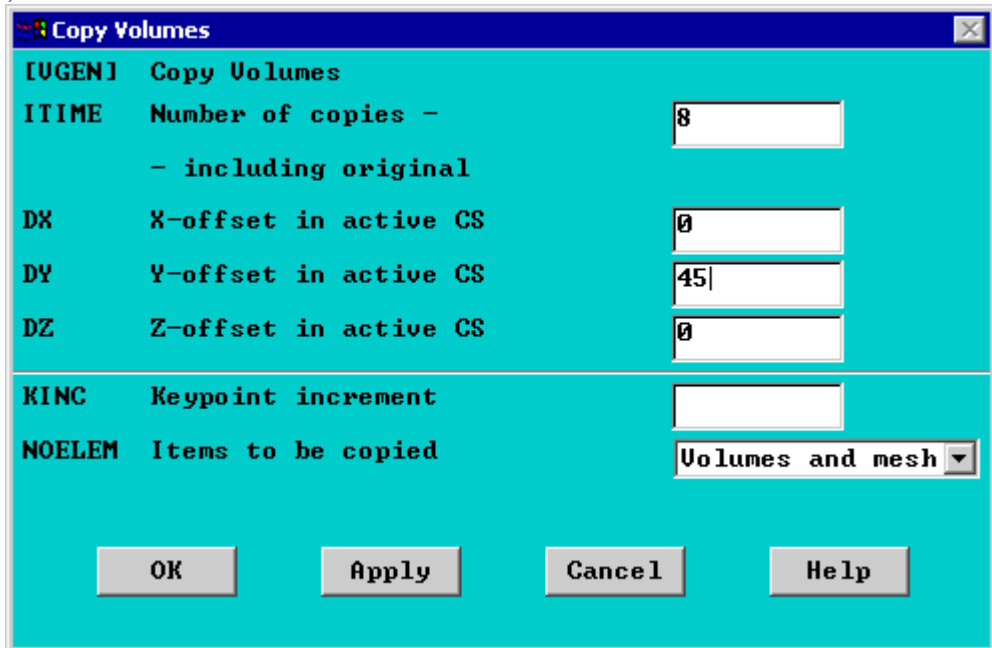 Copy Volumes
[VGEN] Copy Volumes
ITIME Number of copies - 8
- including original
DX X-offset in active CS 0
DY Y-offset in active CS 45
DZ Z-offset in active CS 0
KINC Keypoint increment
NOELEM Items to be copied Volumes and mesh
OK Apply Cancel Help